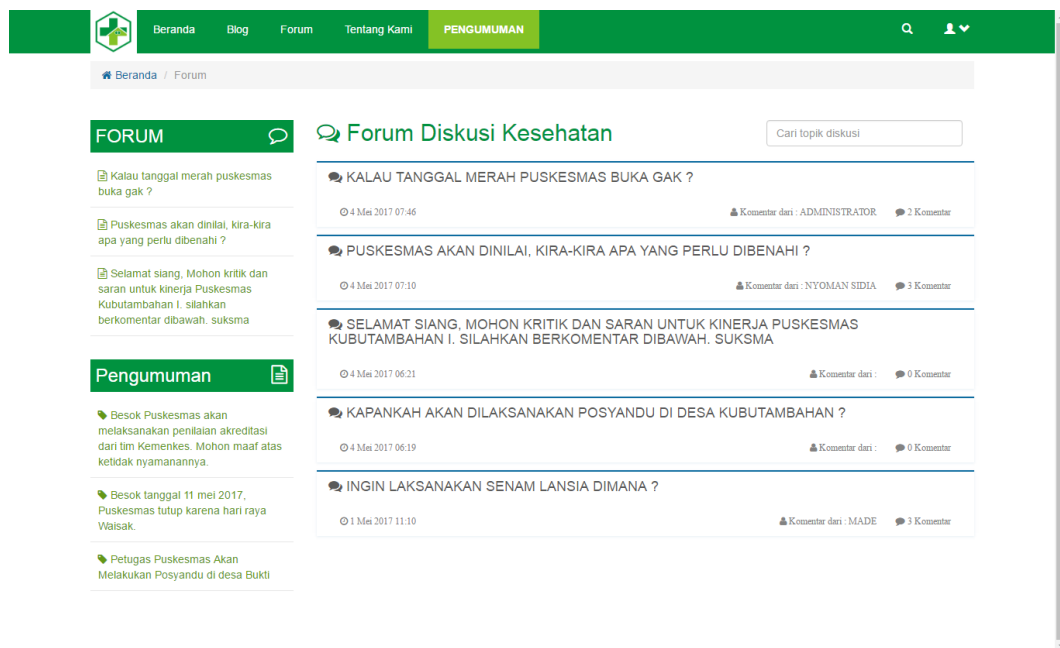 Beranda Blog Forum Tentang Kami PENGUMUMAN
Beranda / Forum
FORUM
Kalau tanggal merah puskesmas
buka gak ?
Puskesmas akan dinilai, kira-kira
apa yang perlu dibenahi ?
Selamat siang, Mohon kritik dan
saran untuk kinerja Puskesmas
Kubutambahan I. silahkan
berkomentar dibawah. suksma
Pengumuman
Besok Puskesmas akan
melaksanakan penilaian akreditasi
dari tim Kemenkes. Mohon maaf atas
ketidak nyamanannya.
Besok tanggal 11 mei 2017,
Puskesmas tutup karena hari raya
Waisak.
Petugas Puskesmas Akan
Melakukan Posyandu di desa Bukti
Forum Diskusi Kesehatan
Cari topik diskusi
KALAU TANGGAL MERAH PUSKESMAS BUKA GAK ?
4 Mei 2017 07:46 Komentar dari : ADMINISTRATOR 2 Komentar
PUSKESMAS AKAN DINILAI, KIRA-KIRA APA YANG PERLU DIBENAHI ?
4 Mei 2017 07:10 Komentar dari : NYOMAN SIDIA 3 Komentar
SELAMAT SIANG, MOHON KRITIK DAN SARAN UNTUK KINERJA PUSKESMAS
KUBUTAMBAHAN I. SILAHKAN BERKOMENTAR DIBAWAH. SUKSMA
4 Mei 2017 06:21 Komentar dari : 0 Komentar
KAPANKAH AKAN DILAKSANAKAN POSYANDU DI DESA KUBUTAMBAHAN ?
4 Mei 2017 06:19 Komentar dari : 0 Komentar
INGIN LAKSANAKAN SENAM LANSIA DIMANA ?
1 Mei 2017 11:10 Komentar dari : MADE 3 Komentar